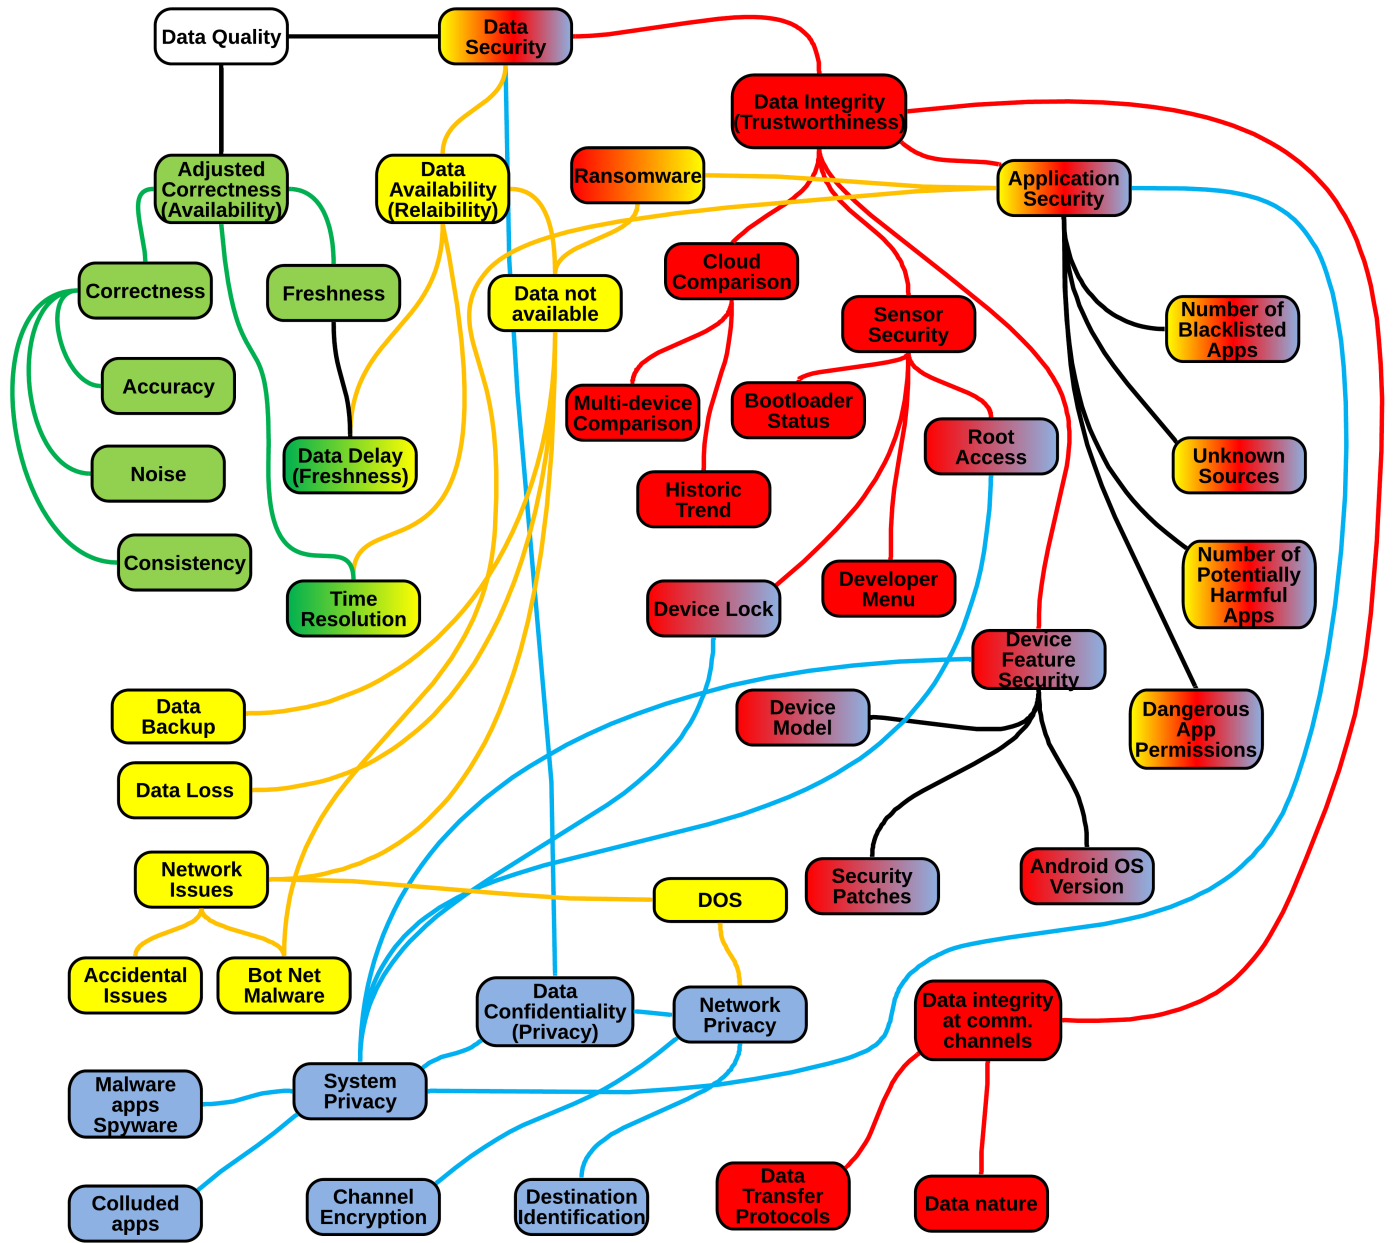 Data Quality
Data
Security
Data Integrity
(Trustworthiness)
Adjusted
Correctness
(Availability)
Data
Availability
(Relaibility)
Ransomware
Application
Security
Correctness
Freshness
Data not
available
Cloud
Comparison
Sensor
Security
Number of
Blacklisted
Apps
Accuracy
Multi-device
Comparison
Bootloader
Status
Root
Access
Noise
Data Delay
(Freshness)
Historic
Trend
Unknown
Sources
Consistency
Time
Resolution
Device Lock
Developer
Menu
Number of
Potentially
Harmful
Apps
Device
Feature
Security
Data
Backup
Device
Model
Dangerous
App
Permissions
Data Loss
Network
Issues
DOS
Security
Patches
Android OS
Version
Accidental
Issues
Bot Net
Malware
Data
Confidentiality
(Privacy)
Network
Privacy
Data integrity
at comm.
channels
Malware
apps
Spyware
System
Privacy
Colluded
apps
Channel
Encryption
Destination
Identification
Data
Transfer
Protocols
Data nature